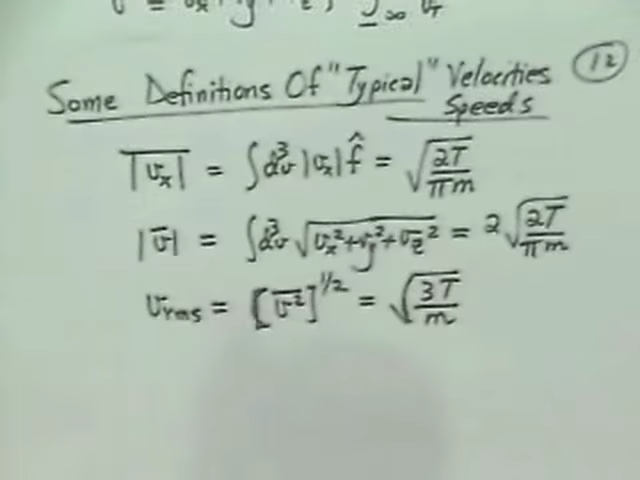 12
Some Definitions Of "Typical" Velocities
Speeds
|v_x| = ∫d³v |v_x| f̂ = √(2T/πm)
|v̄| = ∫d³v √(v_x² + v_y² + v_z²) = 2 √(2T/πm)
v_rms = [v̄²]^1/2 = √(3T/m)